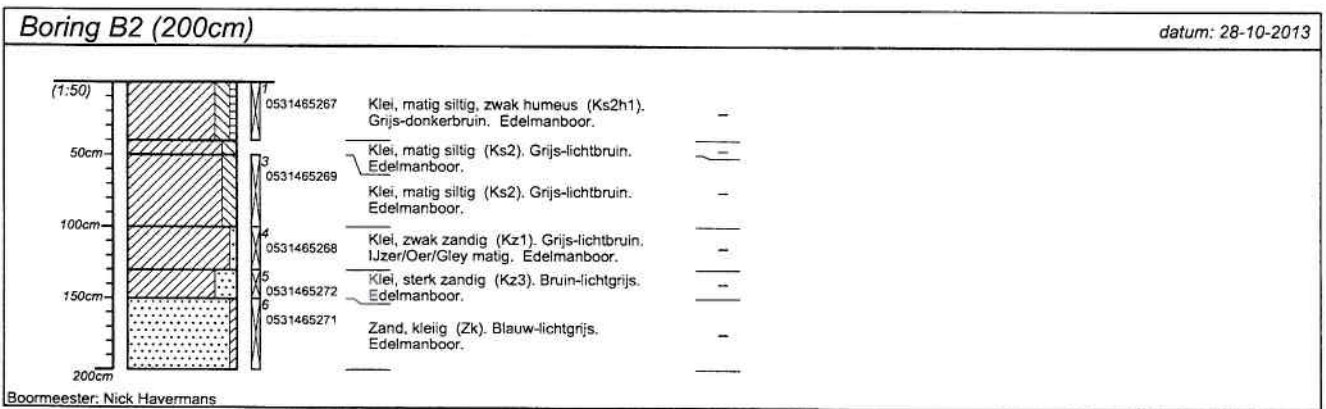 Boring B2 (200cm)
datum: 28-10-2013
(1:50)
1
0531465267
Klei, matig siltig, zwak humeus (Ks2h1).
Grijs-donkerbruin. Edelmanboor.
–
50cm
Klei, matig siltig (Ks2). Grijs-lichtbruin.
Edelmanboor.
–
3
0531465269
Klei, matig siltig (Ks2). Grijs-lichtbruin.
Edelmanboor.
–
100cm
4
0531465268
Klei, zwak zandig (Kz1). Grijs-lichtbruin.
IJzer/Oer/Gley matig. Edelmanboor.
–
5
0531465272
Klei, sterk zandig (Kz3). Bruin-lichtgrijs.
Edelmanboor.
–
150cm
6
0531465271
Zand, kleiig (Zk). Blauw-lichtgrijs.
Edelmanboor.
–
200cm
Boormeester: Nick Havermans